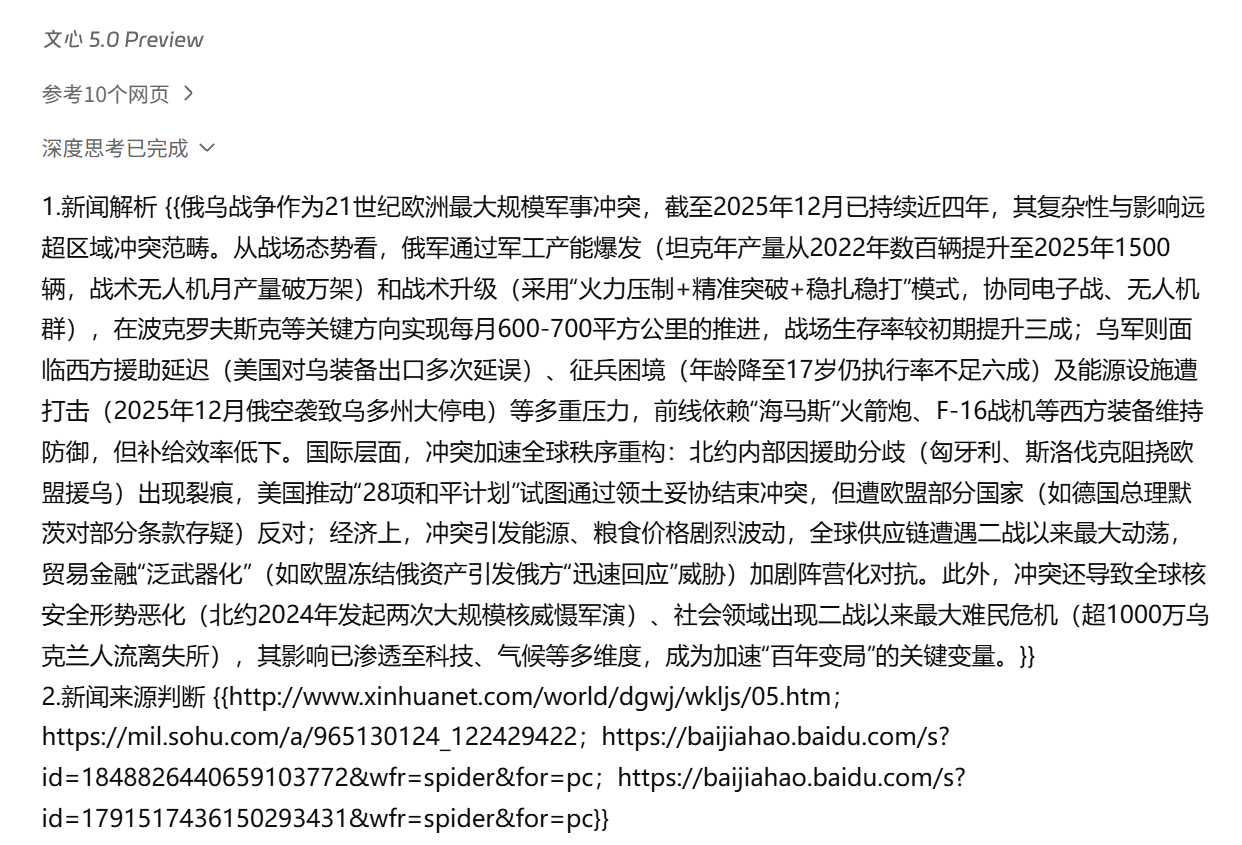 文心 5.0 Preview
参考10个网页
深度思考已完成
1.新闻解析 {{俄乌战争作为21世纪欧洲最大规模军事冲突，截至2025年12月已持续近四年，其复杂性与影响远
超区域冲突范畴。从战场态势看，俄军通过军工产能爆发（坦克年产量从2022年数百辆提升至2025年1500
辆，战术无人机月产量破万架）和战术升级（采用“火力压制+精准突破+稳扎稳打”模式，协同电子战、无人机
群），在波克罗夫斯克等关键方向实现每月600-700平方公里的推进，战场生存率较初期提升三成；乌军则面
临西方援助延迟（美国对乌装备出口多次延误）、征兵困境（年龄降至17岁仍执行率不足六成）及能源设施遭
打击（2025年12月俄空袭致乌多州大停电）等多重压力，前线依赖“海马斯”火箭炮、F-16战机等西方装备维持
防御，但补给效率低下。国际层面，冲突加速全球秩序重构：北约内部因援助分歧（匈牙利、斯洛伐克阻挠欧
盟援乌）出现裂痕，美国推动“28项和平计划”试图通过领土妥协结束冲突，但遭欧盟部分国家（如德国总理默
茨对部分条款存疑）反对；经济上，冲突引发能源、粮食价格剧烈波动，全球供应链遭遇二战以来最大动荡，
贸易金融“泛武器化”（如欧盟冻结俄资产引发俄方“迅速回应”威胁）加剧阵营化对抗。此外，冲突还导致全球核
安全形势恶化（北约2024年发起两次大规模核威慑军演）、社会领域出现二战以来最大难民危机（超1000万乌
克兰人流离失所），其影响已渗透至科技、气候等多维度，成为加速“百年变局”的关键变量。}}
2.新闻来源判断 {{http://www.xinhuanet.com/world/dgwj/wkljs/05.htm；
https://mil.sohu.com/a/965130124_122429422；https://baijiahao.baidu.com/s?
id=1848826440659103772&wfr=spider&for=pc；https://baijiahao.baidu.com/s?
id=1791517436150293431&wfr=spider&for=pc}}